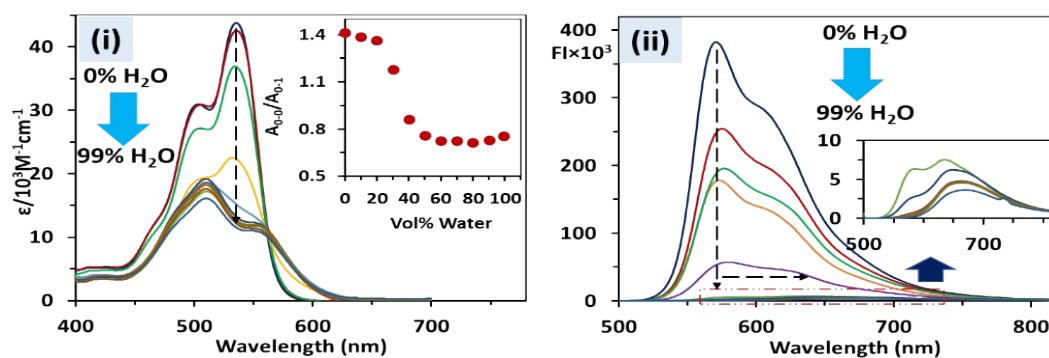 (i)
0% H₂O
99% H₂O
ε/10³M⁻¹cm⁻¹
40
30
20
10
0
400
500
600
700
Wavelength (nm)
A₀₋₀/A₀₋₁
1.4
1.1
0.8
0.5
0 20 40 60 80 100
Vol% Water
(ii)
0% H₂O
99% H₂O
FI×10³
400
300
200
100
0
500
600
700
800
Wavelength (nm)
10
5
0
500
700